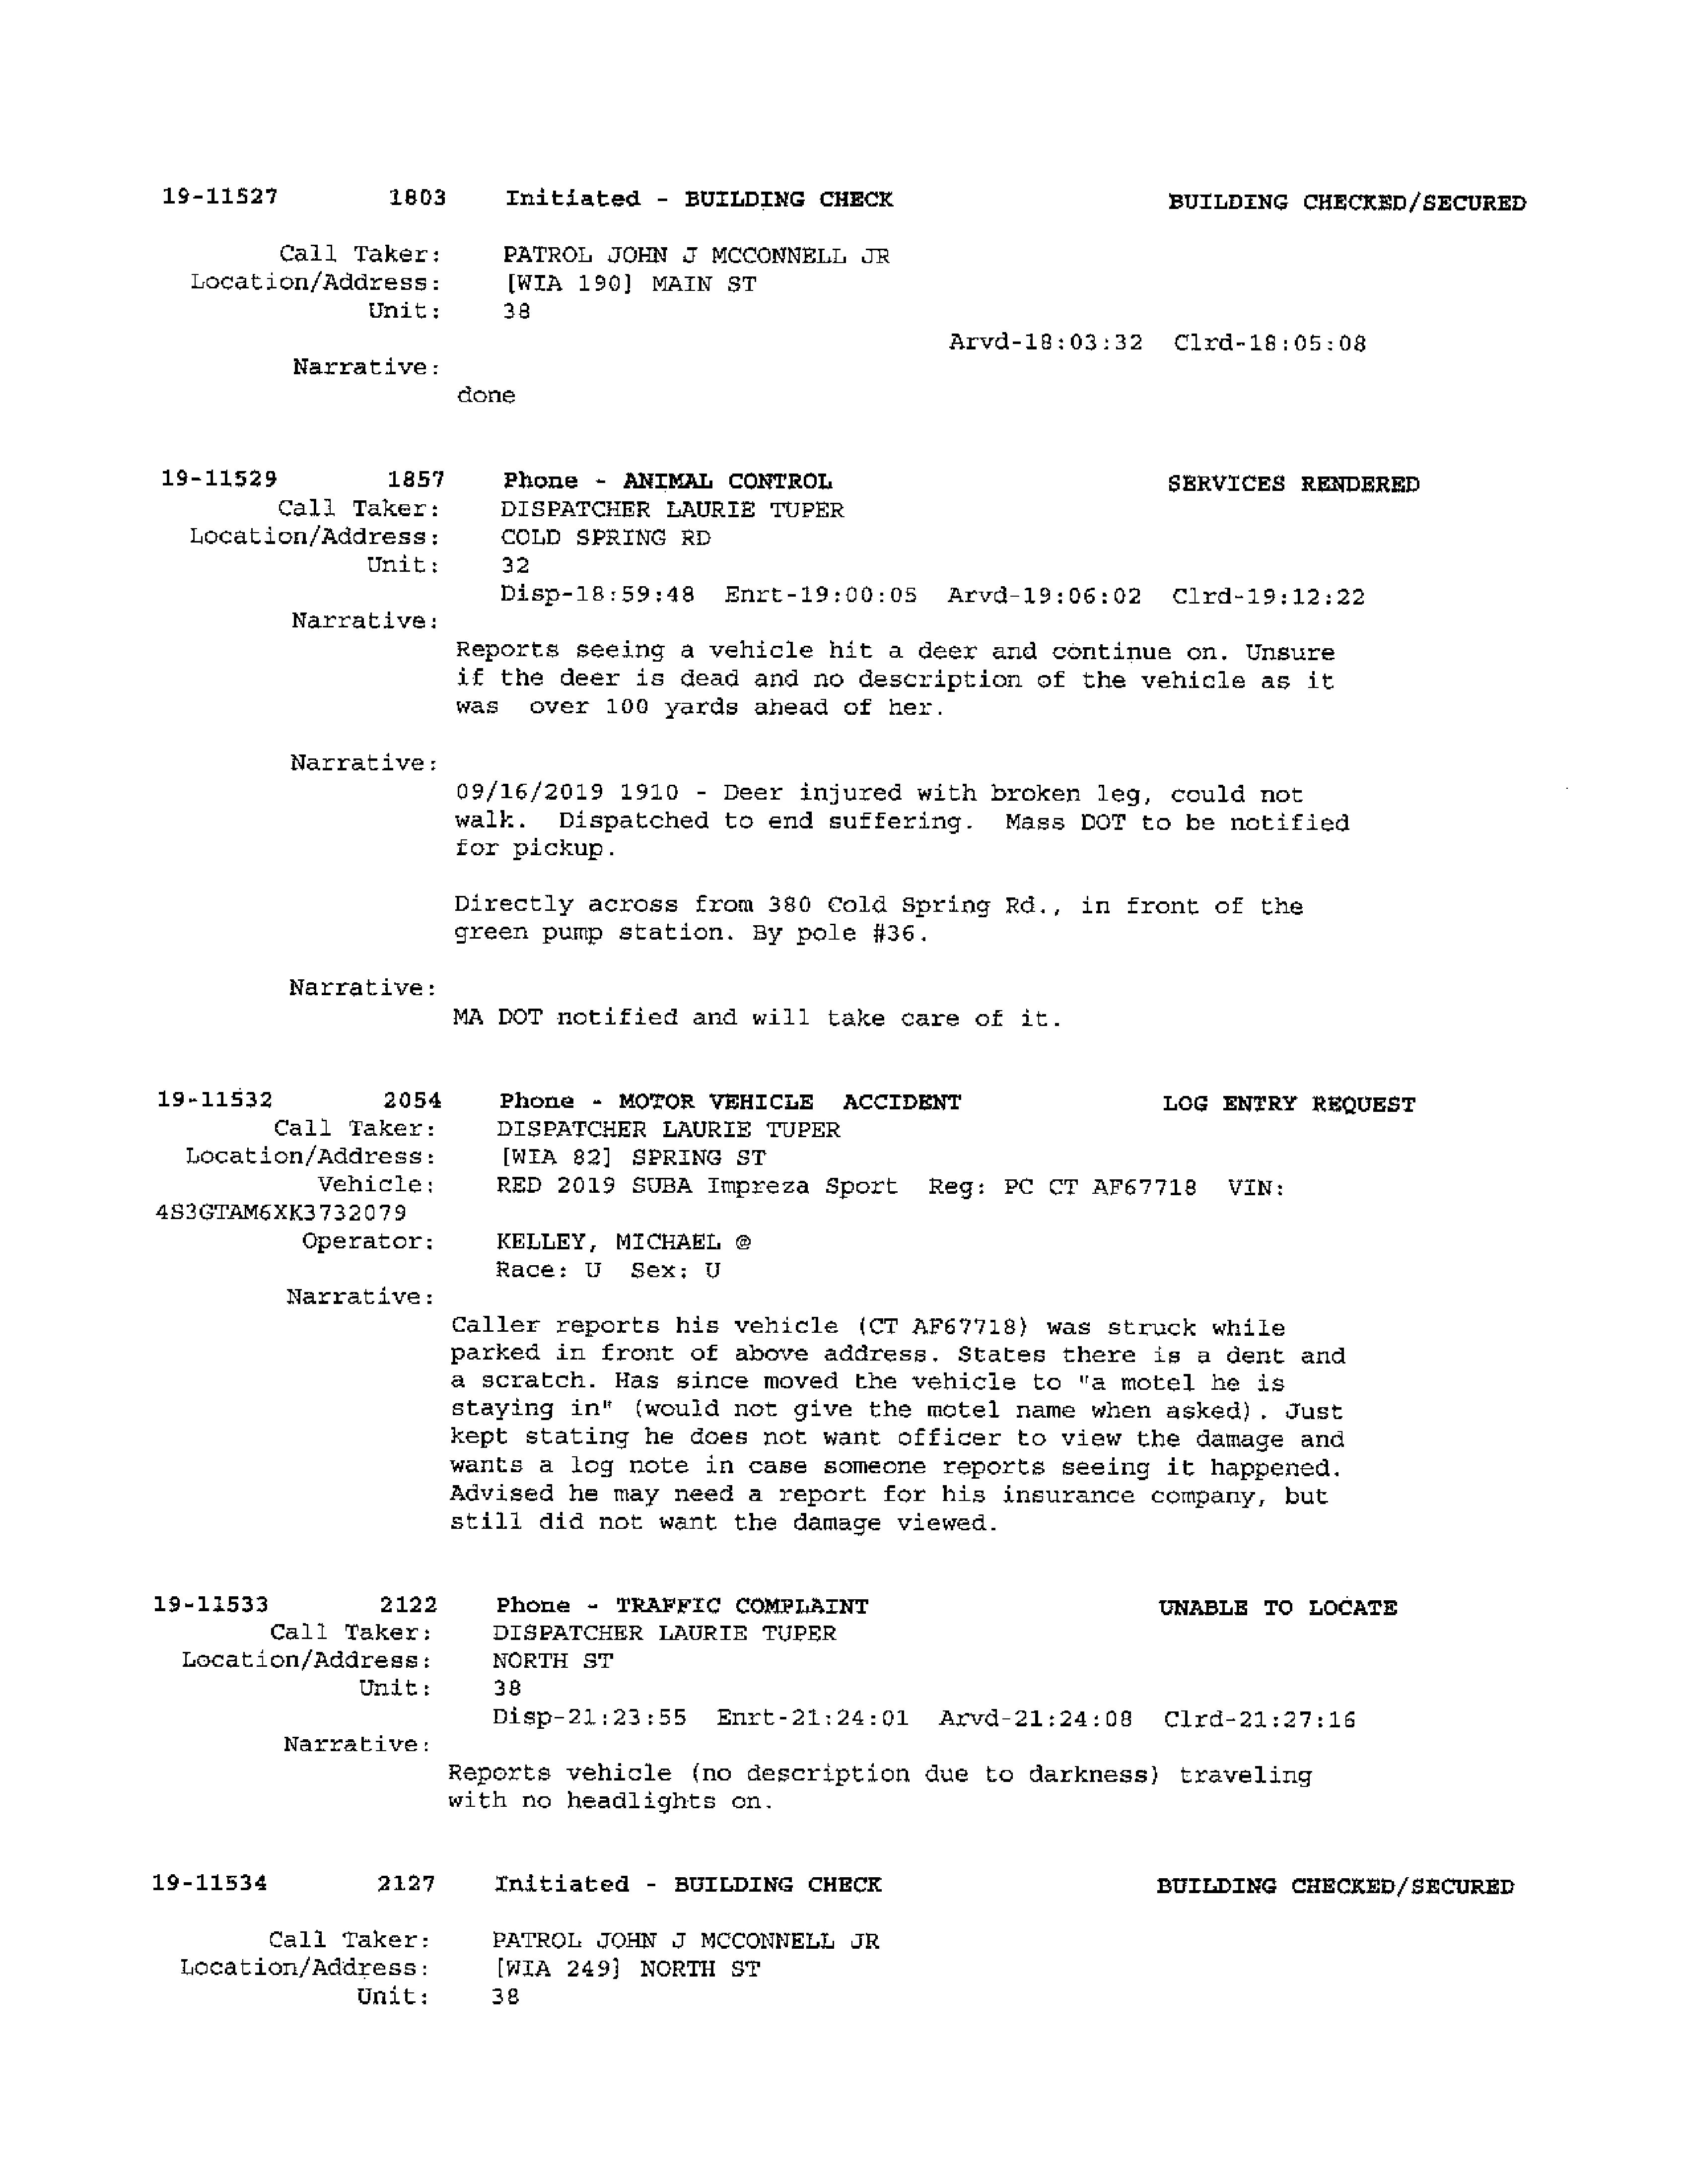 19-11527 1803 Initiated - BUILDING CHECK BUILDING CHECKED/SECURED
Call Taker: PATROL JOHN J MCCONNELL JR
Location/Address: [WIA 190] MAIN ST
Unit: 38
Arvd-18:03:32 Clrd-18:05:08
Narrative:
done
19-11529 1857 Phone - ANIMAL CONTROL SERVICES RENDERED
Call Taker: DISPATCHER LAURIE TUPER
Location/Address: COLD SPRING RD
Unit: 32
Disp-18:59:48 Enrt-19:00:05 Arvd-19:06:02 Clrd-19:12:22
Narrative:
Reports seeing a vehicle hit a deer and continue on. Unsure
if the deer is dead and no description of the vehicle as it
was over 100 yards ahead of her.
Narrative:
09/16/2019 1910 - Deer injured with broken leg, could not
walk. Dispatched to end suffering. Mass DOT to be notified
for pickup.
Directly across from 380 Cold Spring Rd., in front of the
green pump station. By pole #36.
Narrative:
MA DOT notified and will take care of it.
19-11532 2054 Phone - MOTOR VEHICLE ACCIDENT LOG ENTRY REQUEST
Call Taker: DISPATCHER LAURIE TUPER
Location/Address: [WIA 82] SPRING ST
Vehicle: RED 2019 SUBA Impreza Sport Reg: PC CT AF67718 VIN:
4S3GTAM6XK3732079
Operator: KELLEY, MICHAEL @
Race: U Sex: U
Narrative:
Caller reports his vehicle (CT AF67718) was struck while
parked in front of above address. States there is a dent and
a scratch. Has since moved the vehicle to "a motel he is
staying in" (would not give the motel name when asked). Just
kept stating he does not want officer to view the damage and
wants a log note in case someone reports seeing it happened.
Advised he may need a report for his insurance company, but
still did not want the damage viewed.
19-11533 2122 Phone - TRAFFIC COMPLAINT UNABLE TO LOCATE
Call Taker: DISPATCHER LAURIE TUPER
Location/Address: NORTH ST
Unit: 38
Disp-21:23:55 Enrt-21:24:01 Arvd-21:24:08 Clrd-21:27:16
Narrative:
Reports vehicle (no description due to darkness) traveling
with no headlights on.
19-11534 2127 Initiated - BUILDING CHECK BUILDING CHECKED/SECURED
Call Taker: PATROL JOHN J MCCONNELL JR
Location/Address: [WIA 249] NORTH ST
Unit: 38